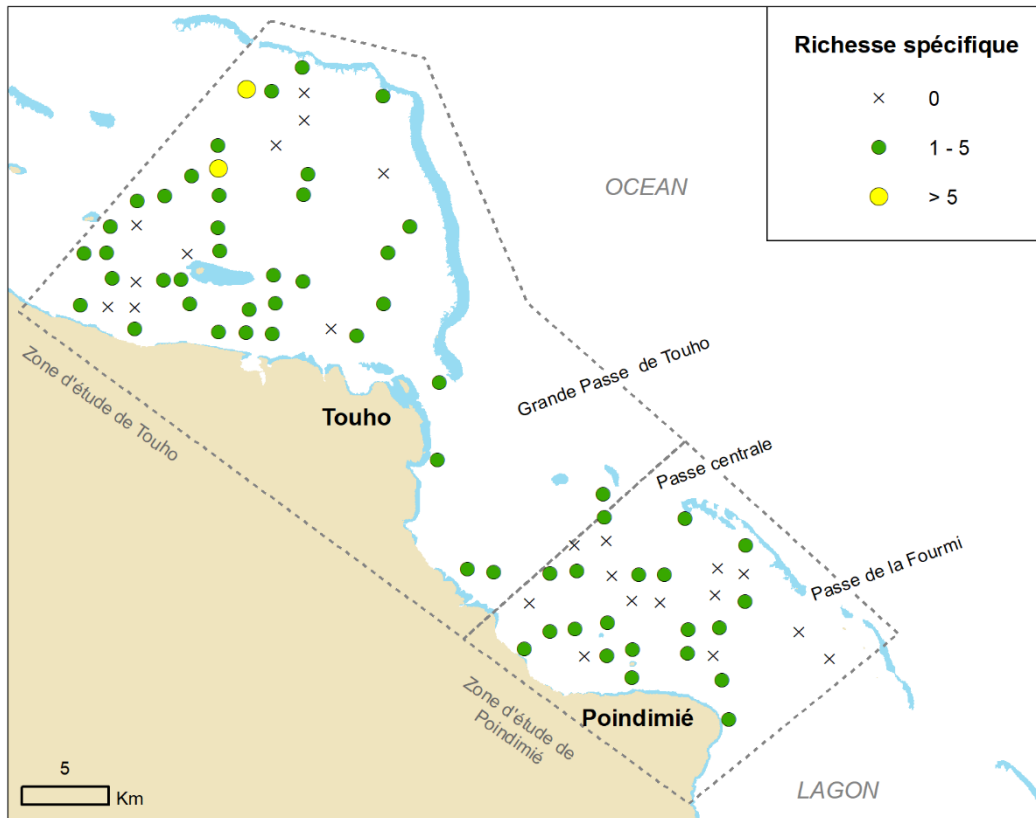 Richesse spécifique
0
1 - 5
> 5
OCEAN
Grande Passe de Touho
Zone d'étude de Touho
Touho
Passe centrale
Passe de la Fourmi
Zone d'étude de
Poindimié
Poindimié
LAGON
5
Km